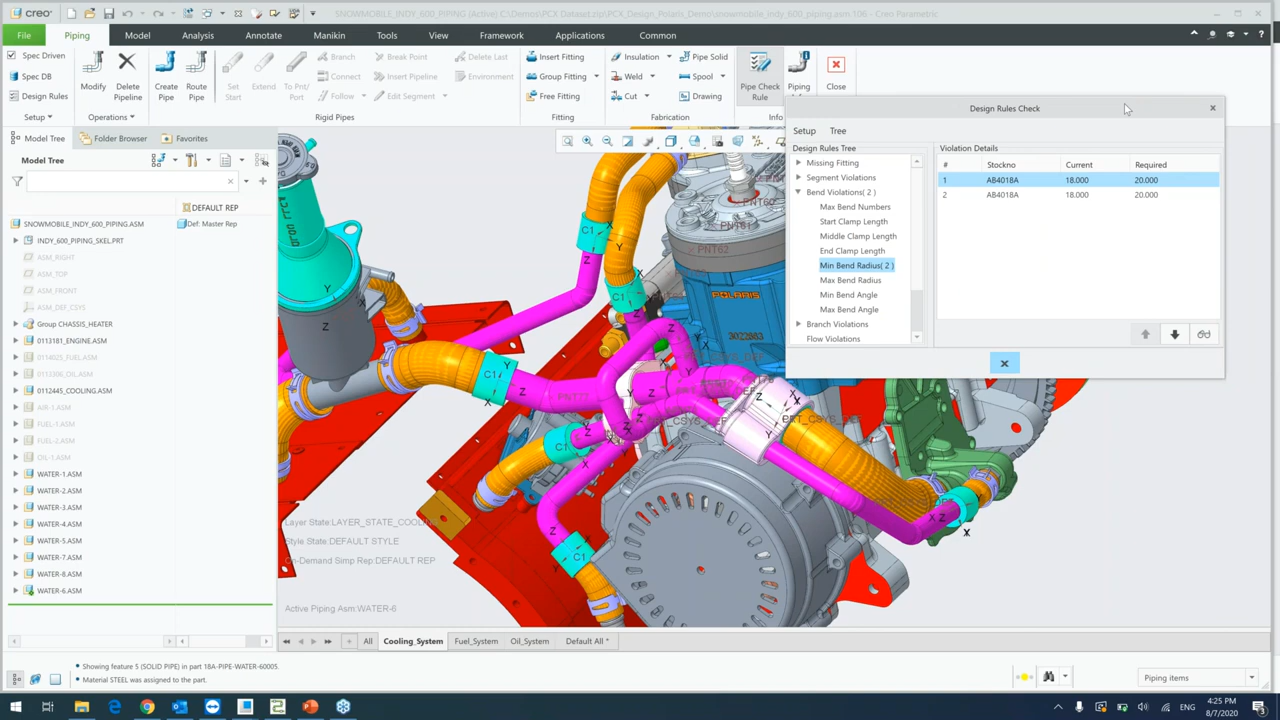 creo
SNOWMOBILE_INDY_600_PIPING (Active) C:\Demos\PCX Dataset.zip\PCX_Design_Polaris_Demo\snowmobile_indy_600_piping.asm.106 - Creo Parametric
File Piping Model Analysis Annotate Manikin Tools View Framework Applications Common
Spec Driven
Spec DB
Design Rules
Setup
Modify
Delete Pipeline
Create Pipe
Route Pipe
Operations
Set Start
Extend
To Pnt/Port
Branch
Connect
Follow
Break Point
Insert Pipeline
Edit Segment
Delete Last
Environment
Rigid Pipes
Insert Fitting
Group Fitting
Free Fitting
Fitting
Insulation
Weld
Cut
Pipe Solid
Spool
Drawing
Fabrication
Pipe Check Rule
Piping
Info
Close
Model Tree Folder Browser Favorites
Model Tree
DEFAULT REP
SNOWMOBILE_INDY_600_PIPING.ASM Def: Master Rep
INDY_600_PIPING_SKEL.PRT
ASM_RIGHT
ASM_TOP
ASM_FRONT
ASM_DEF_CSYS
Group CHASSIS_HEATER
0113181_ENGINE.ASM
0114025_FUEL.ASM
0113306_OIL.ASM
0112445_COOLING.ASM
AIR-1.ASM
FUEL-1.ASM
FUEL-2.ASM
OIL-1.ASM
WATER-1.ASM
WATER-2.ASM
WATER-3.ASM
WATER-4.ASM
WATER-5.ASM
WATER-7.ASM
WATER-8.ASM
WATER-6.ASM
Design Rules Check
Setup Tree
Design Rules Tree
Missing Fitting
Segment Violations
Bend Violations( 2 )
Max Bend Numbers
Start Clamp Length
Middle Clamp Length
End Clamp Length
Min Bend Radius( 2 )
Max Bend Radius
Min Bend Angle
Max Bend Angle
Branch Violations
Flow Violations
Violation Details
# Stockno Current Required
1 AB4018A 18.000 20.000
2 AB4018A 18.000 20.000
PNT60
PNT61
PNT62
POLARIS
3022663
C1
C1
C1
C1
C1
PNT77
PRT_CSYS_DEF
Layer State:LAYER_STATE_COOLI
Style State:DEFAULT STYLE
On-Demand Simp Rep:DEFAULT REP
Active Piping Asm:WATER-6
All Cooling_System Fuel_System Oil_System Default All *
Showing feature 5 (SOLID PIPE) in part 18A-PIPE-WATER-60005.
Material STEEL was assigned to the part.
Piping items
ENG
4:25 PM
8/7/2020